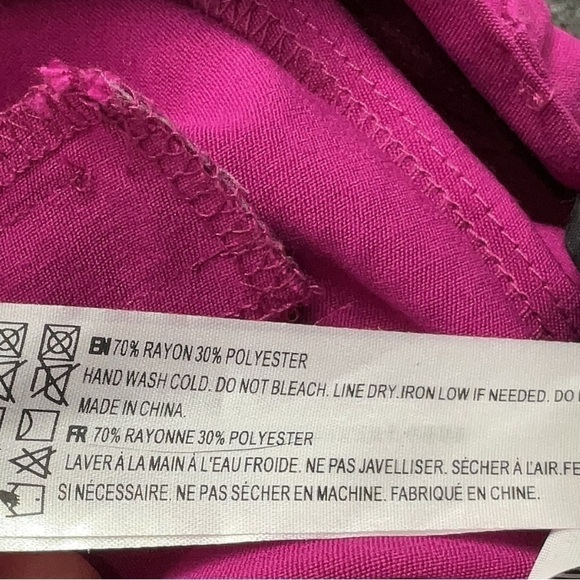 EN 70% RAYON 30% POLYESTER
HAND WASH COLD. DO NOT BLEACH. LINE DRY.IRON LOW IF NEEDED. DO
MADE IN CHINA.
FR 70% RAYONNE 30% POLYESTER
LAVER À LA MAIN À L'EAU FROIDE. NE PAS JAVELLISER. SÉCHER À L'AIR.FE
SI NÉCESSAIRE. NE PAS SÉCHER EN MACHINE. FABRIQUÉ EN CHINE.